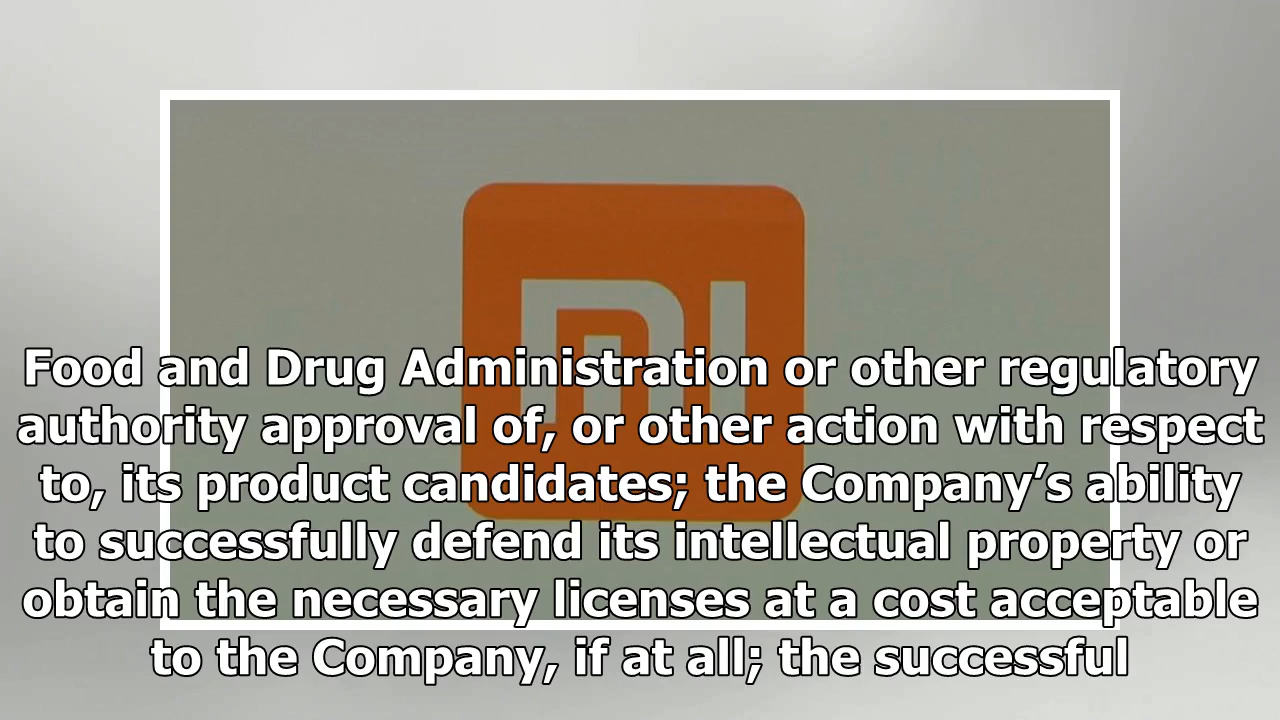 mi
Food and Drug Administration or other regulatory
authority approval of, or other action with respect
to, its product candidates; the Company’s ability
to successfully defend its intellectual property or
obtain the necessary licenses at a cost acceptable
to the Company, if at all; the successful